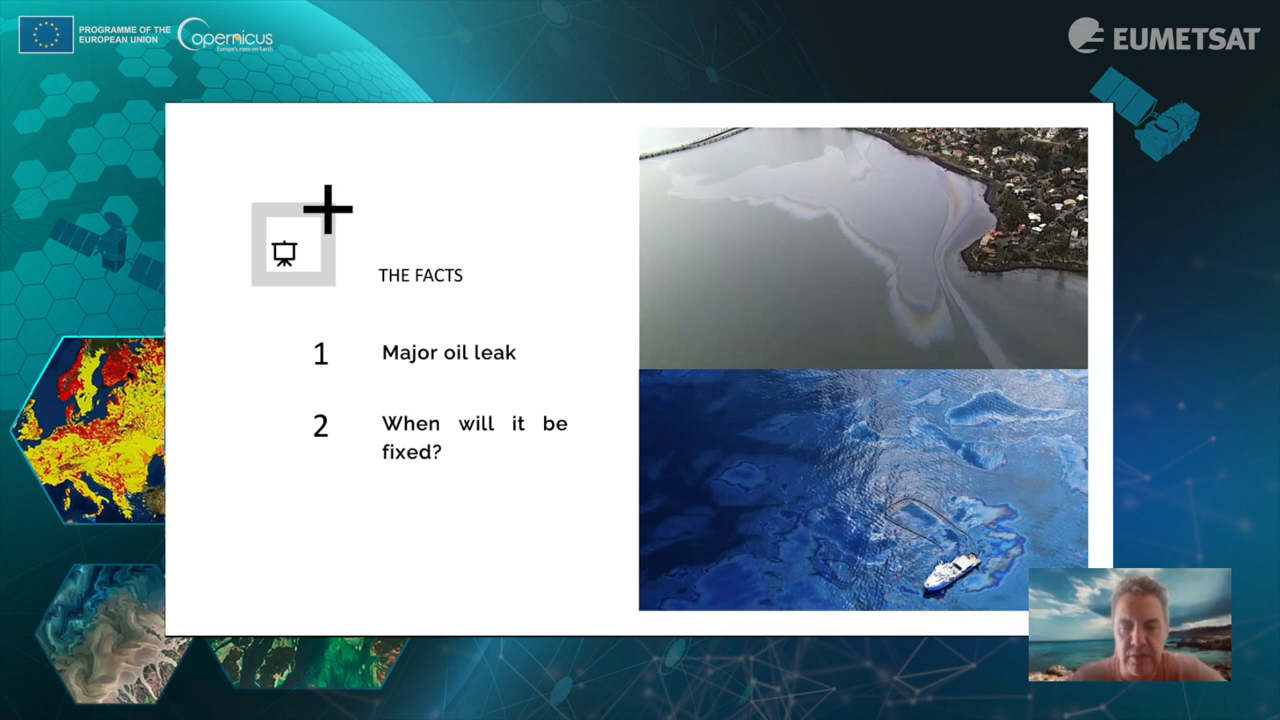 PROGRAMME OF THE
EUROPEAN UNION
opernicus
Europe's eyes on Earth
EUMETSAT
THE FACTS
1 Major oil leak
2 When will it be
fixed?